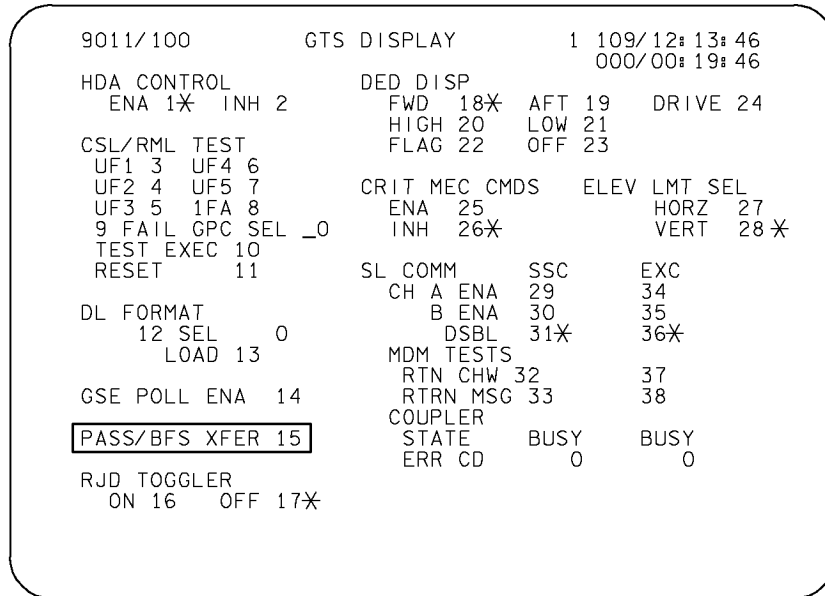 9011/100 GTS DISPLAY 1 109/12:13:46
000/00:19:46
HDA CONTROL DED DISP
ENA 1* INH 2 FWD 18* AFT 19 DRIVE 24
HIGH 20 LOW 21
CSL/RML TEST FLAG 22 OFF 23
UF1 3 UF4 6
UF2 4 UF5 7 CRIT MEC CMDS ELEV LMT SEL
UF3 5 1FA 8 ENA 25 HORZ 27
9 FAIL GPC SEL _0 INH 26* VERT 28*
TEST EXEC 10
RESET 11 SL COMM SSC EXC
CH A ENA 29 34
DL FORMAT B ENA 30 35
12 SEL 0 DSBL 31* 36*
LOAD 13 MDM TESTS
RTN CHW 32 37
GSE POLL ENA 14 RTRN MSG 33 38
COUPLER
PASS/BFS XFER 15 STATE BUSY BUSY
ERR CD 0 0
RJD TOGGLER
ON 16 OFF 17*